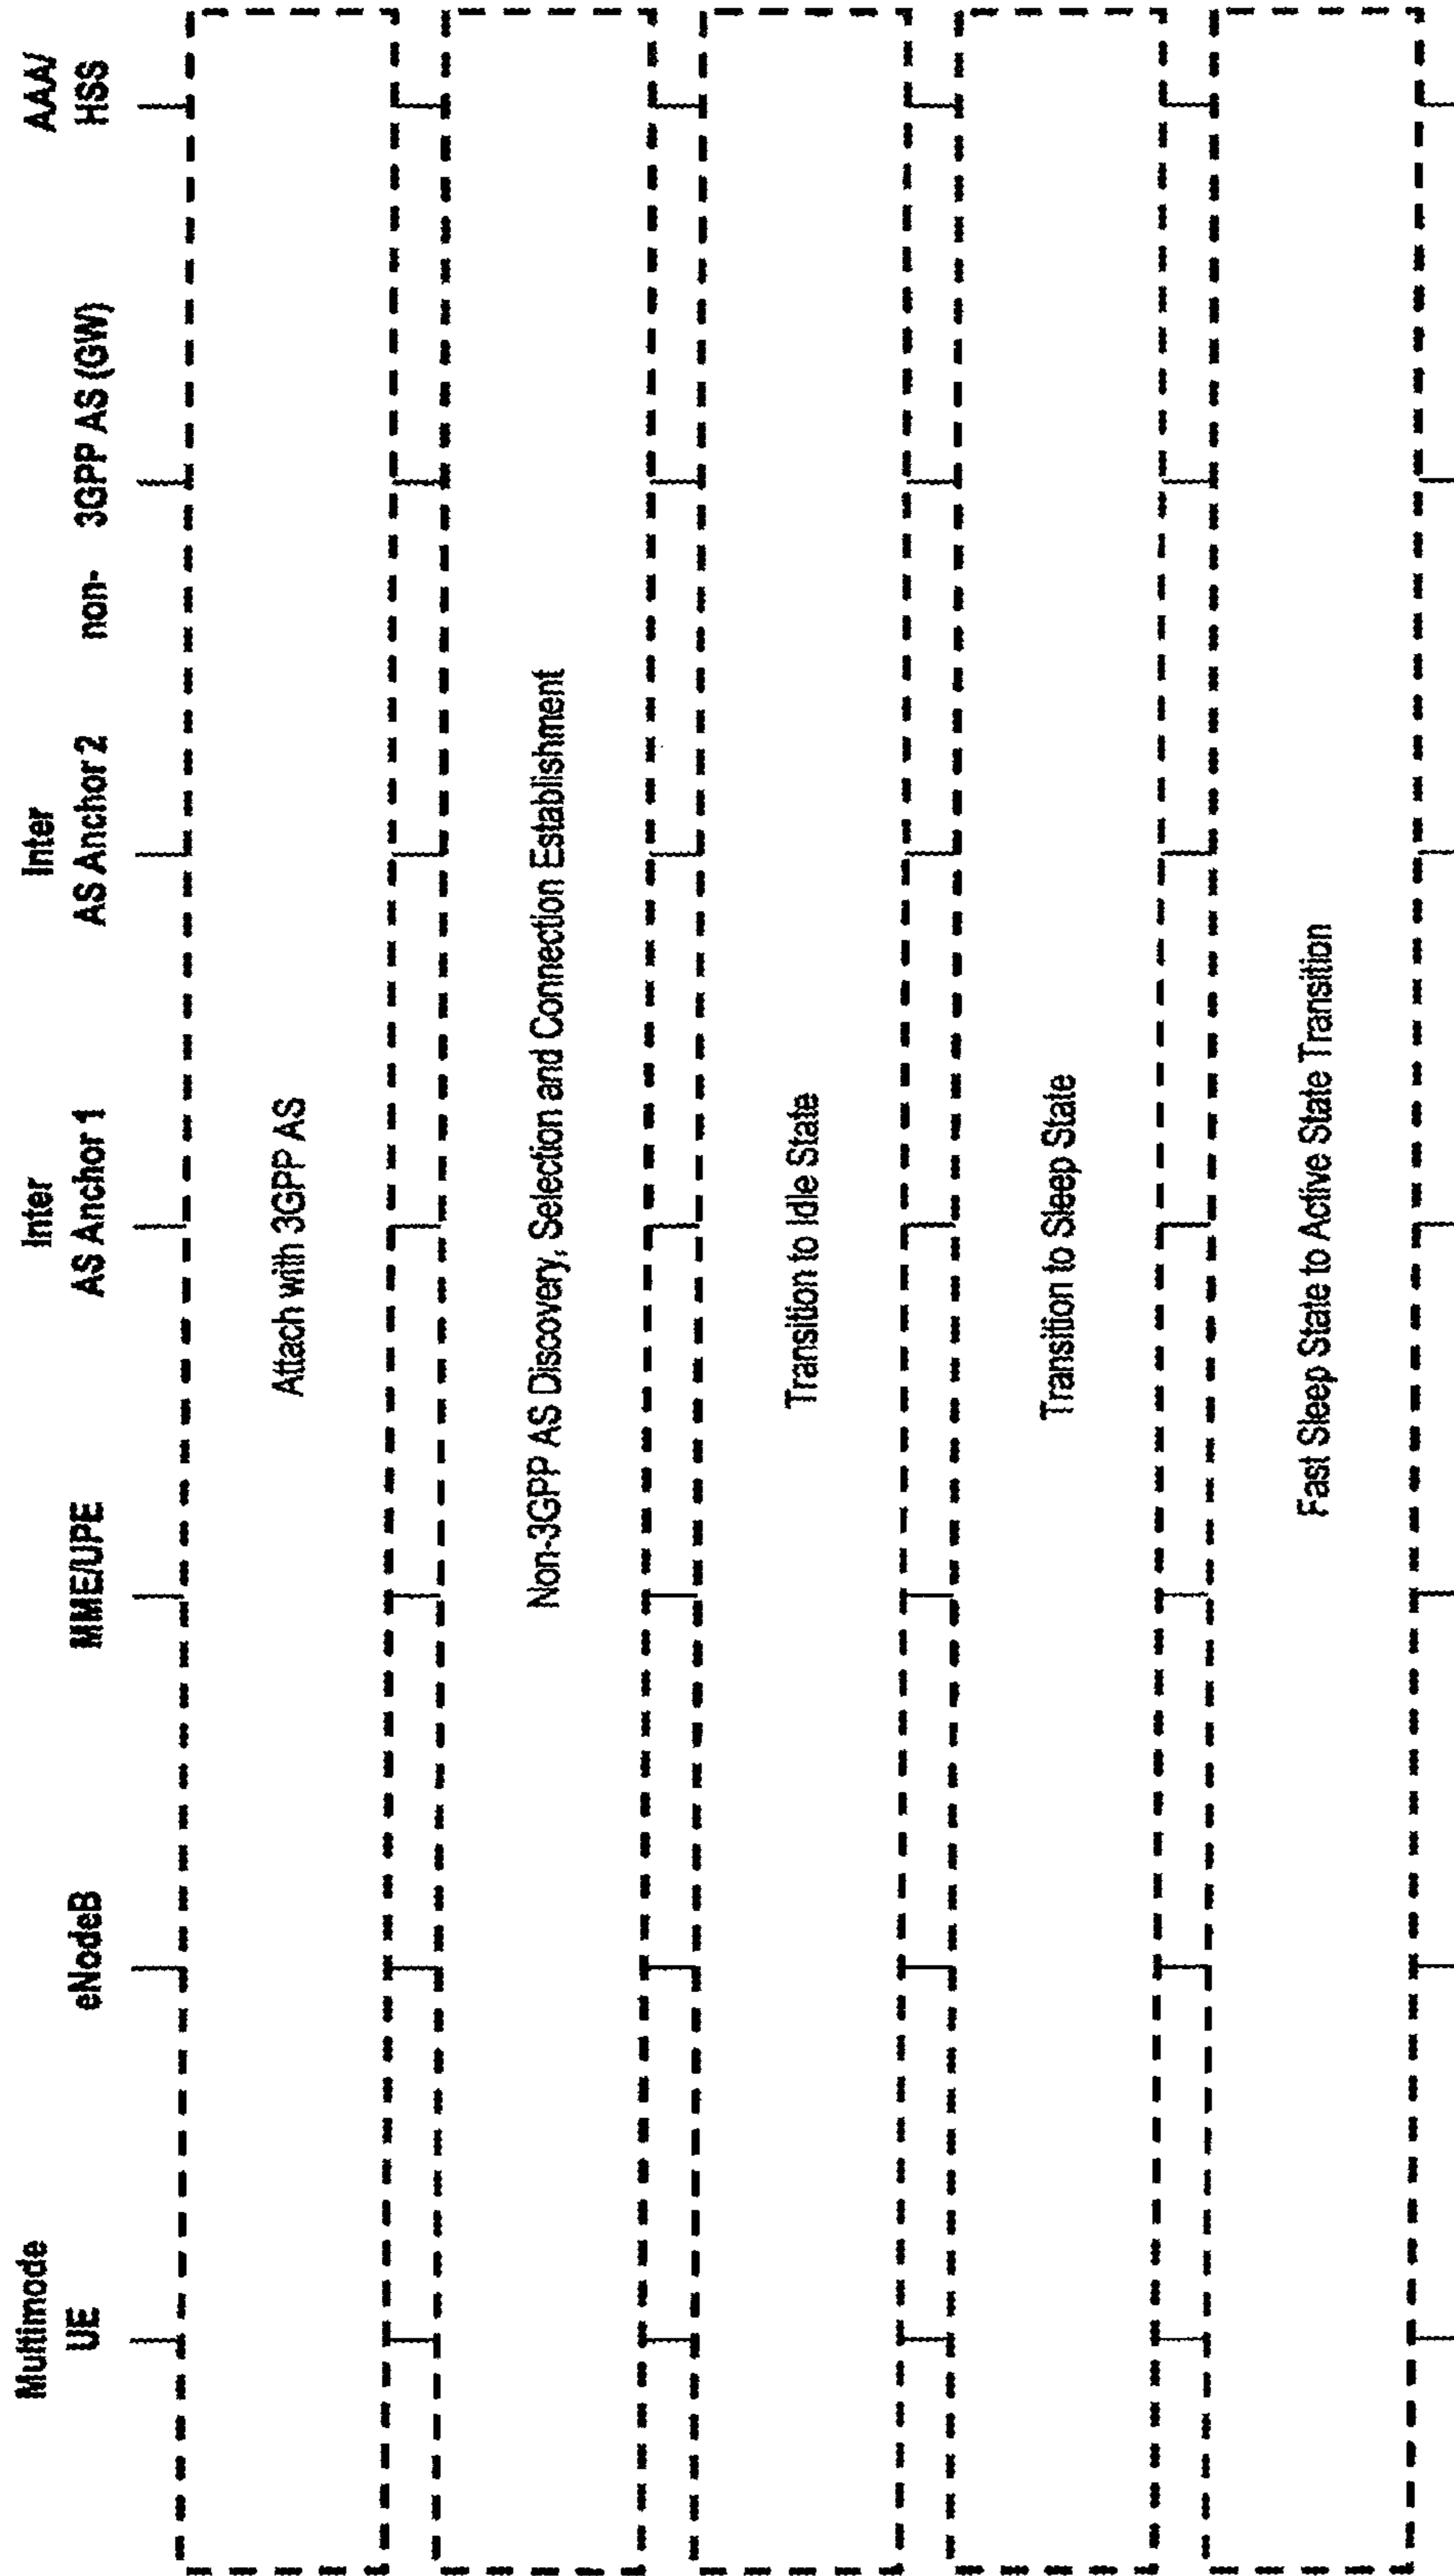 Multimode
UE
eNodeB
MME/UPE
Inter
AS Anchor 1
Inter
AS Anchor 2
non- 3GPP AS (GW)
AAA/
HSS
Attach with 3GPP AS
Non-3GPP AS Discovery, Selection and Connection Establishment
Transition to Idle State
Transition to Sleep State
Fast Sleep State to Active State Transition